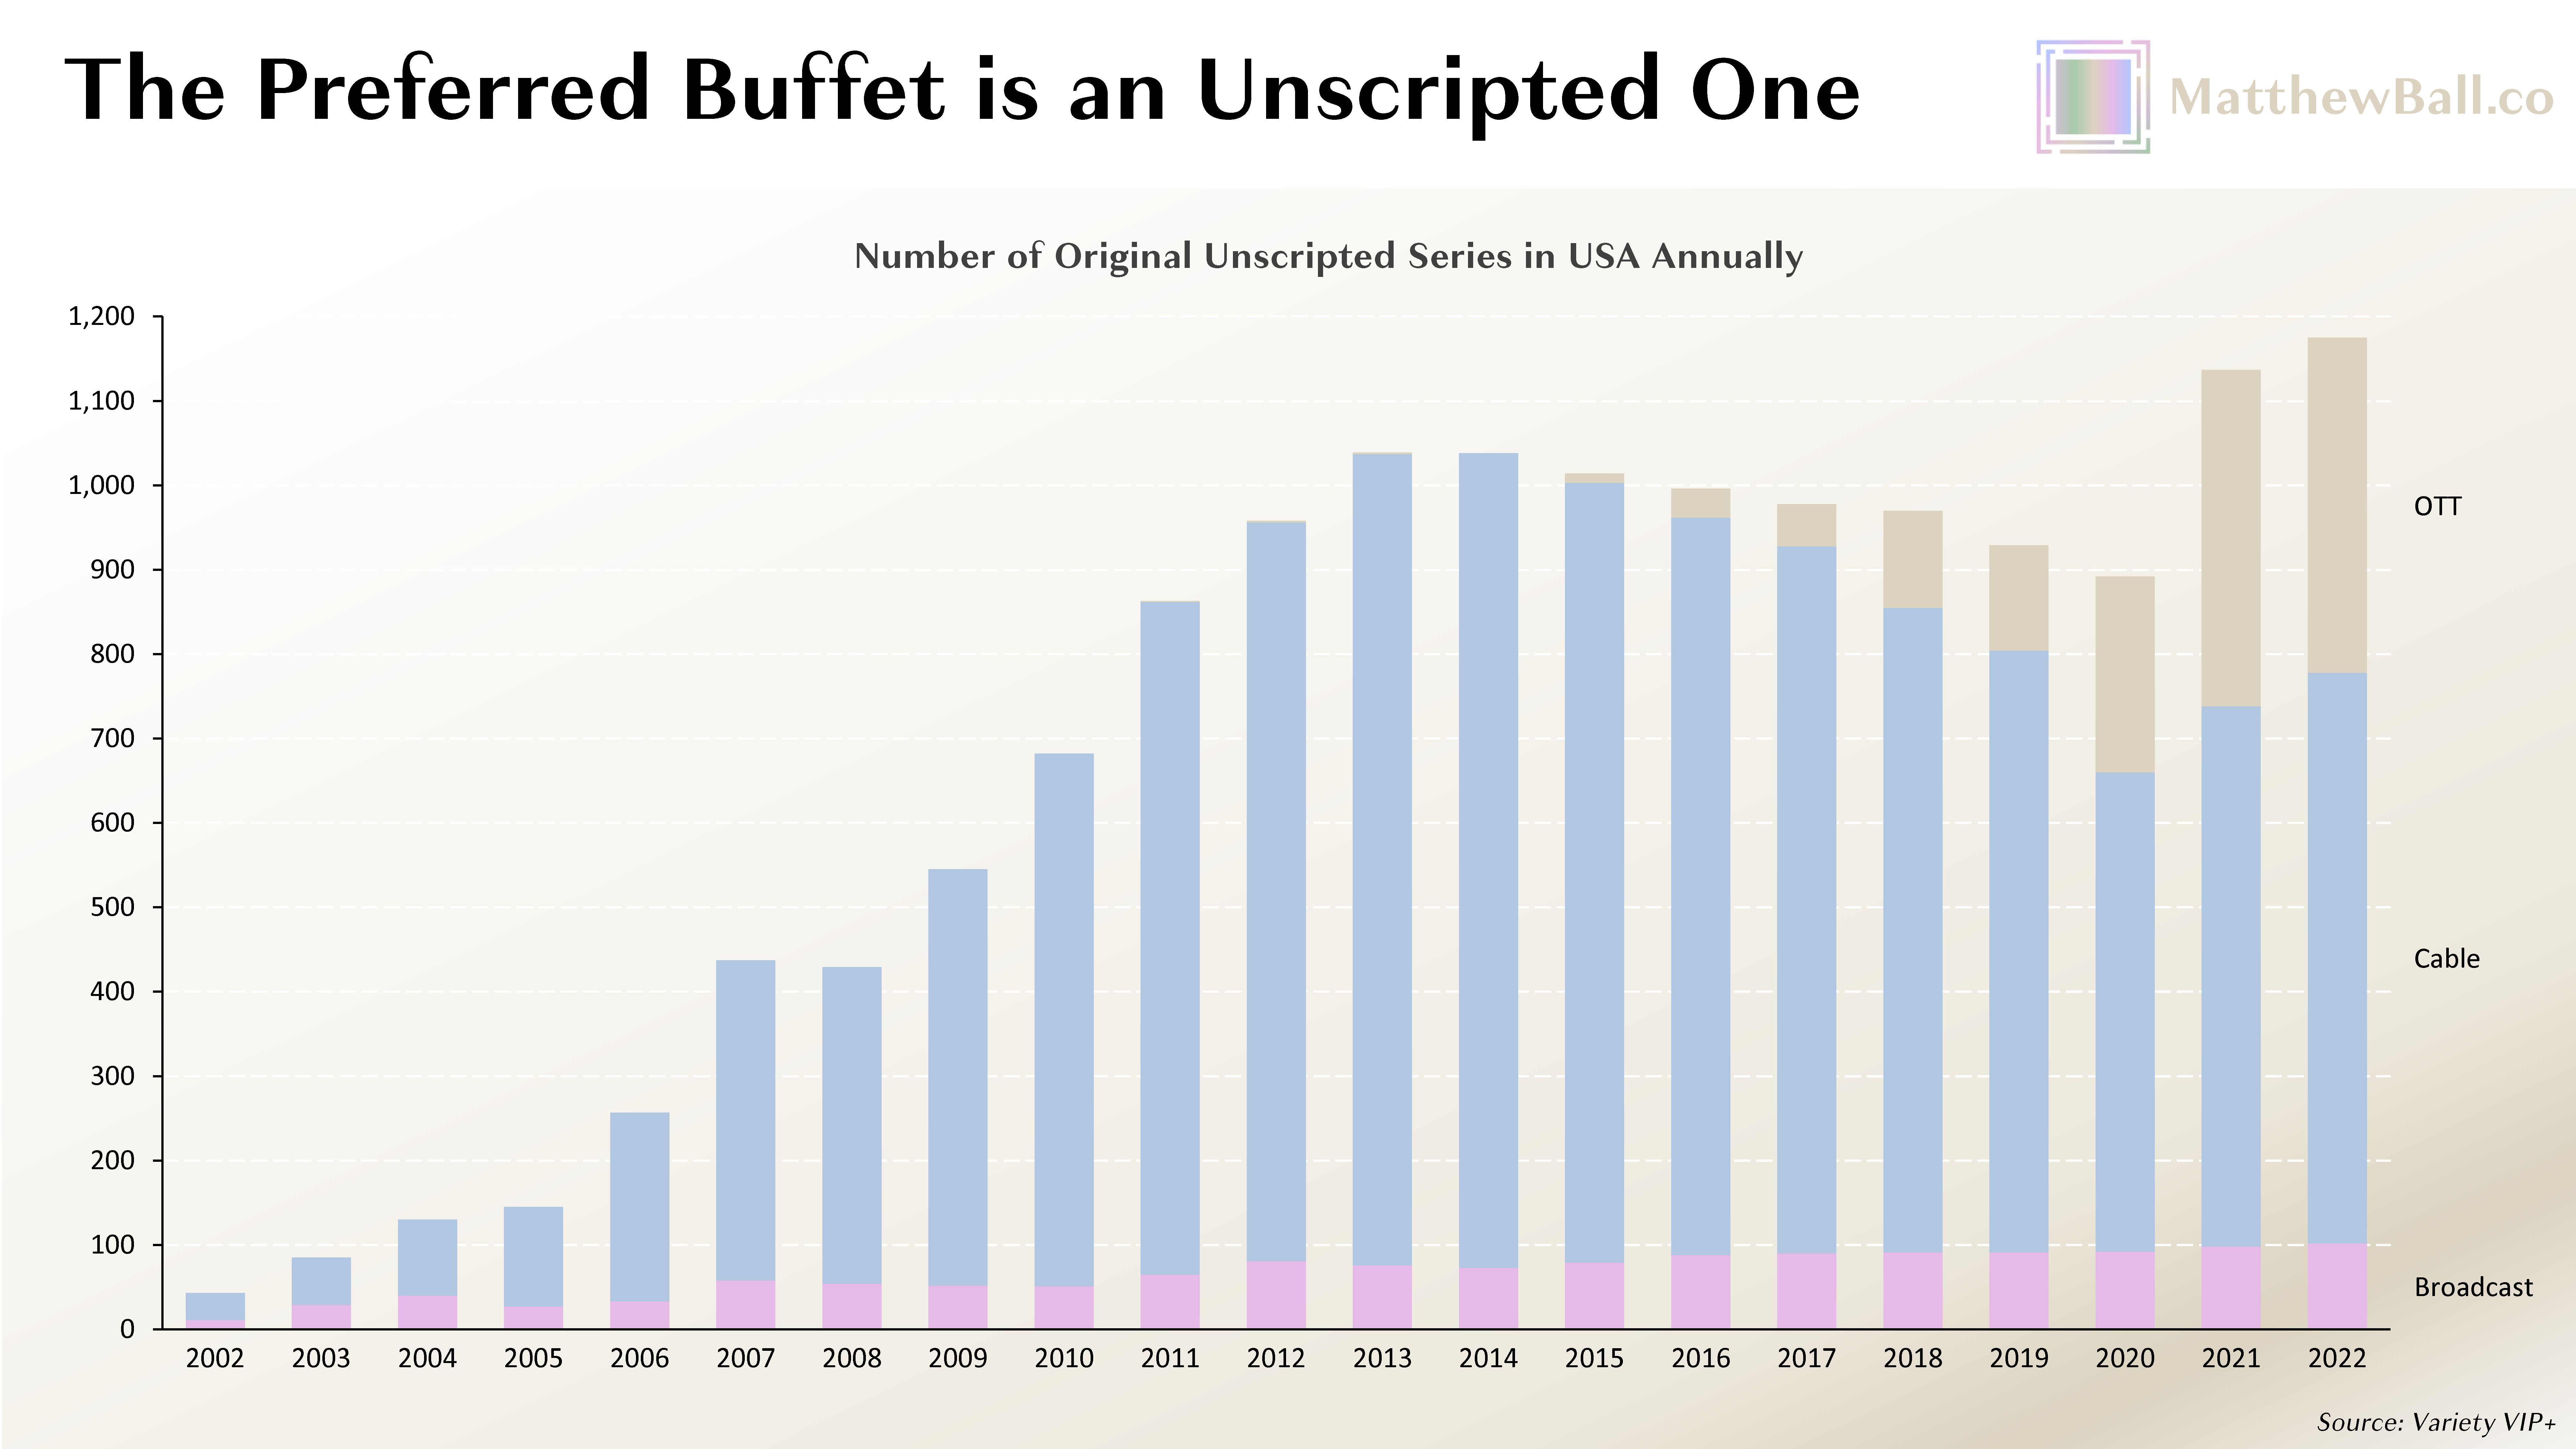 The Preferred Buffet is an Unscripted One
MatthewBall.co
Number of Original Unscripted Series in USA Annually
1,200
1,100
1,000
900
800
700
600
500
400
300
200
100
0
OTT
Cable
Broadcast
2002 2003 2004 2005 2006 2007 2008 2009 2010 2011 2012 2013 2014 2015 2016 2017 2018 2019 2020 2021 2022
Source: Variety VIP+